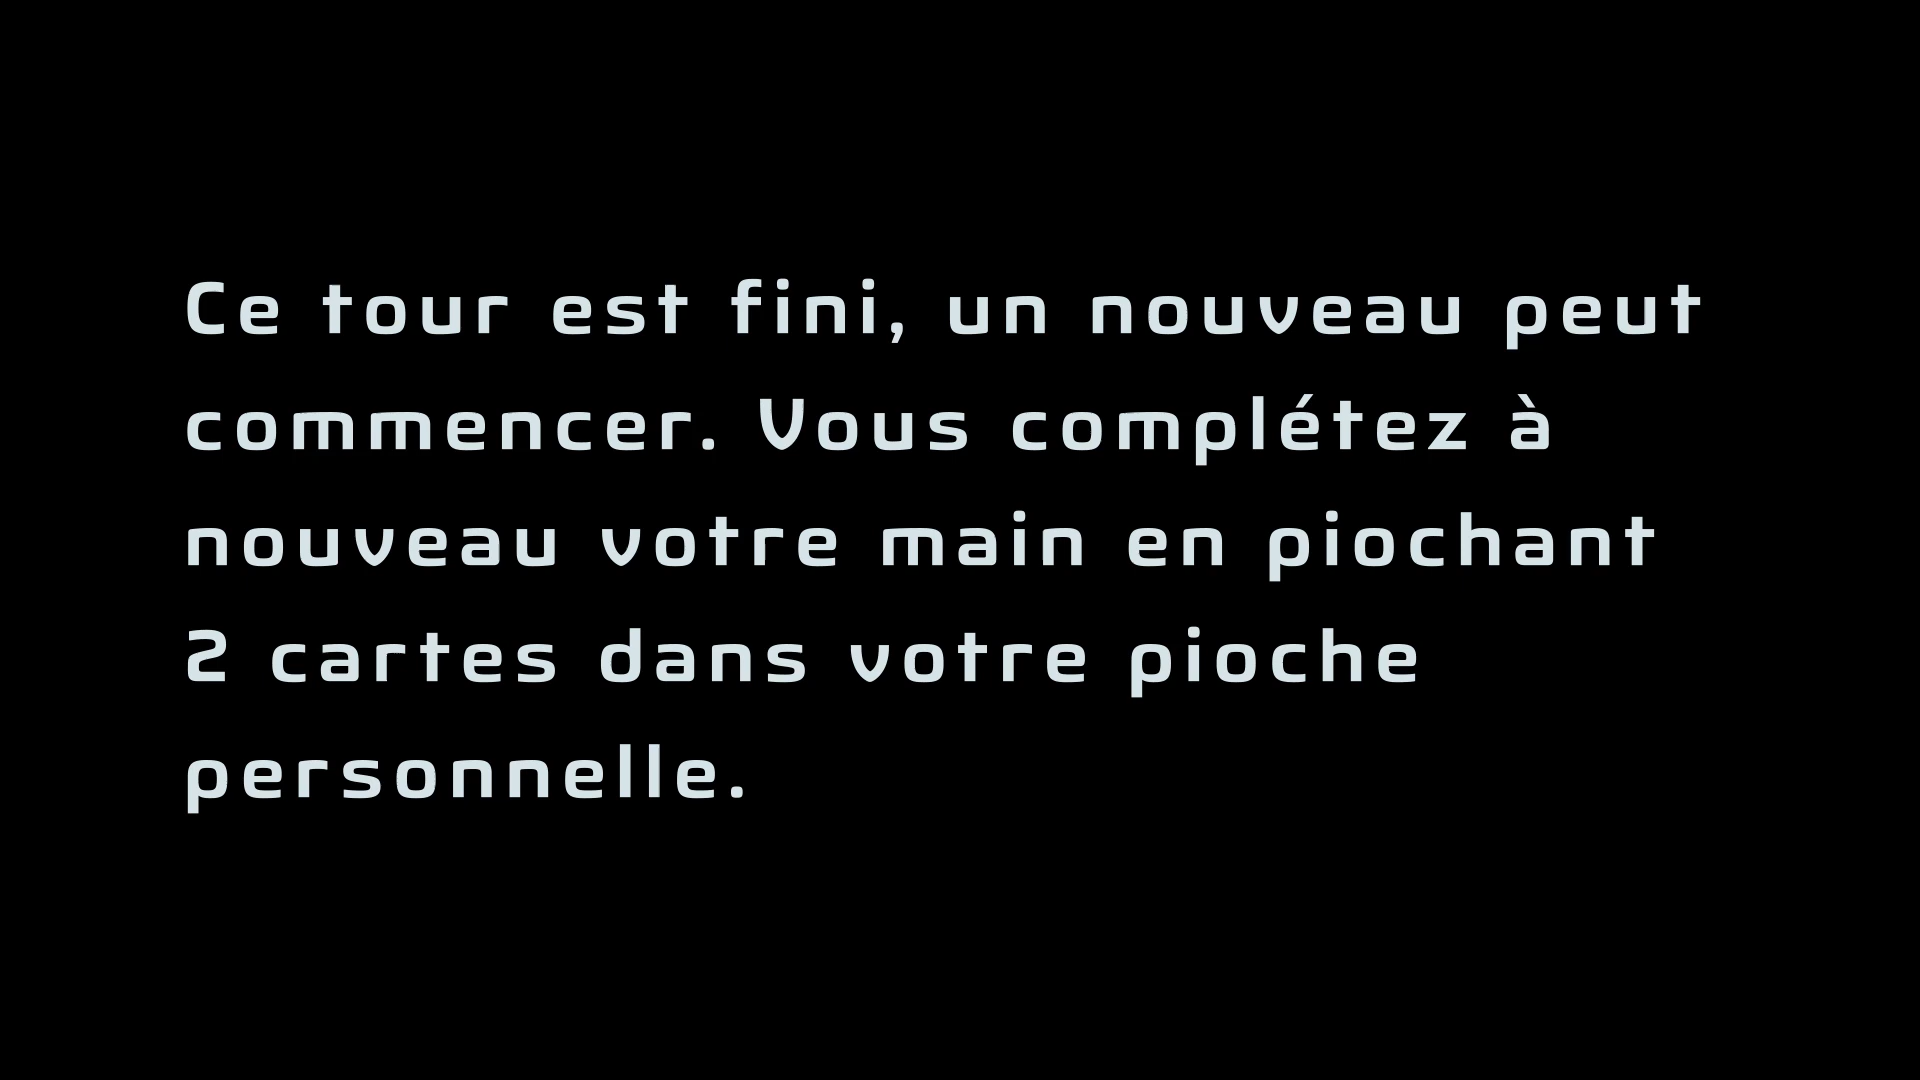 Ce tour est fini, un nouveau peut
commencer. Vous complétez à
nouveau votre main en piochant
2 cartes dans votre pioche
personnelle.